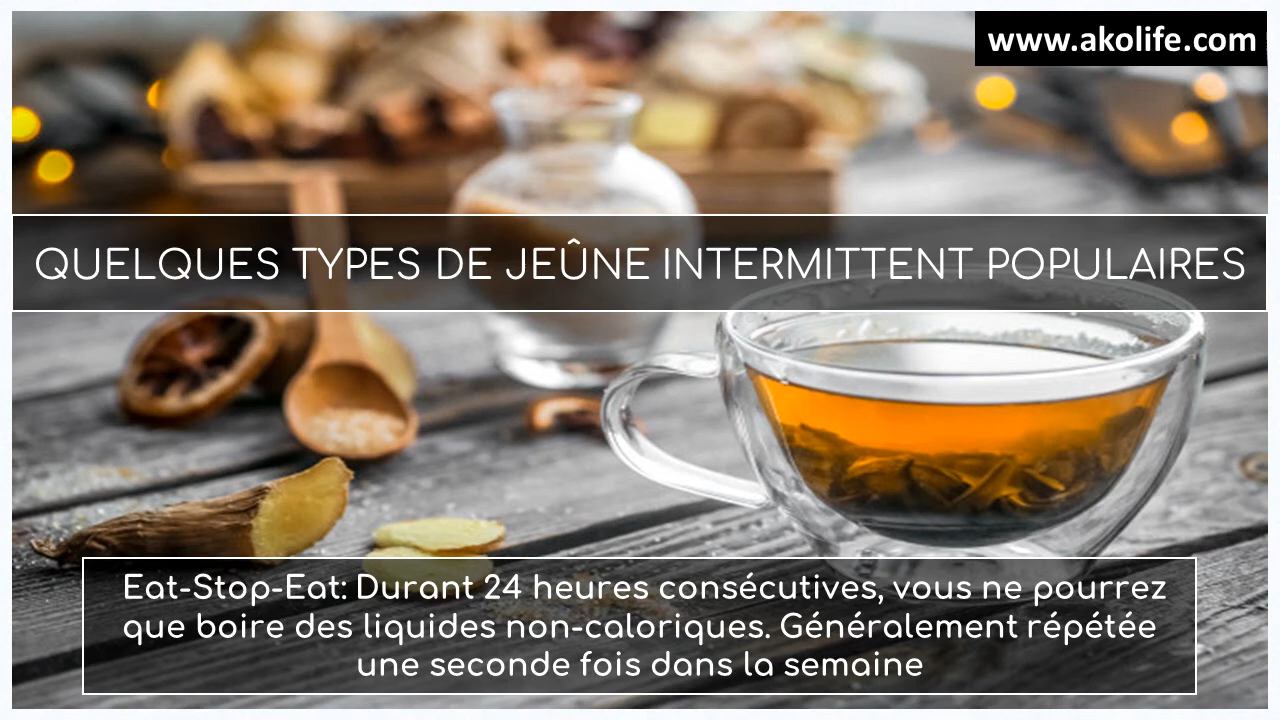 www.akolife.com
QUELQUES TYPES DE JEÛNE INTERMITTENT POPULAIRES
Eat-Stop-Eat: Durant 24 heures consécutives, vous ne pourrez
que boire des liquides non-caloriques. Généralement répétée
une seconde fois dans la semaine